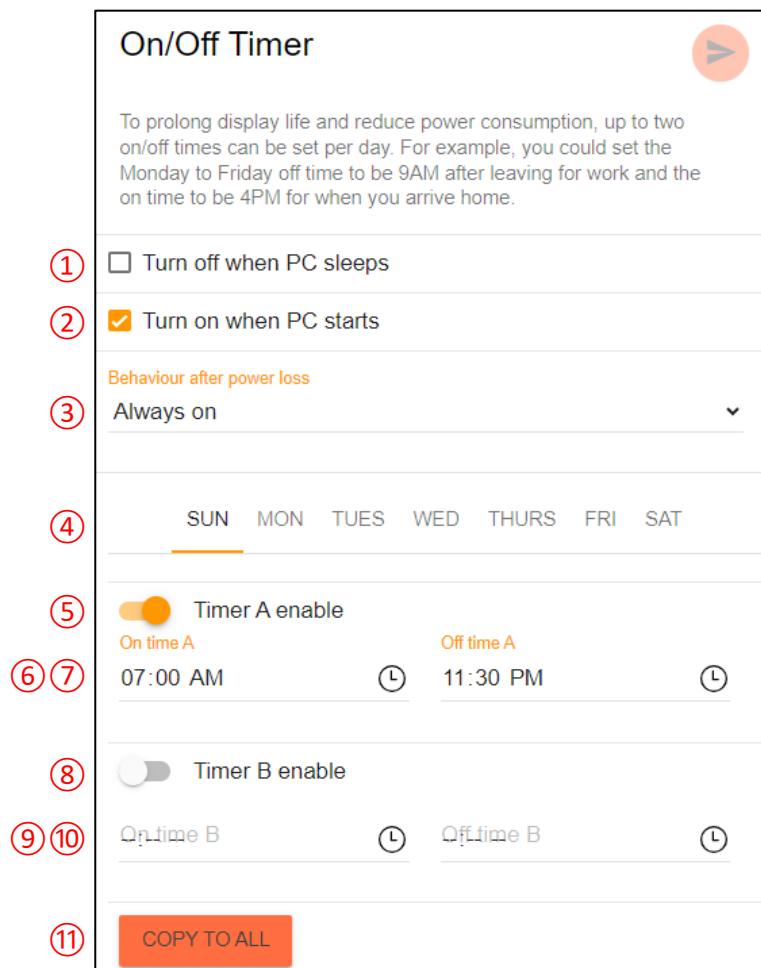 On/Off Timer
To prolong display life and reduce power consumption, up to two
on/off times can be set per day. For example, you could set the
Monday to Friday off time to be 9AM after leaving for work and the
on time to be 4PM for when you arrive home.
① Turn off when PC sleeps
② Turn on when PC starts
Behaviour after power loss
③ Always on
④ SUN MON TUES WED THURS FRI SAT
⑤ Timer A enable
On time A Off time A
⑥⑦ 07:00 AM 11:30 PM
⑧ Timer B enable
⑨⑩ On time B Off time B
⑪ COPY TO ALL